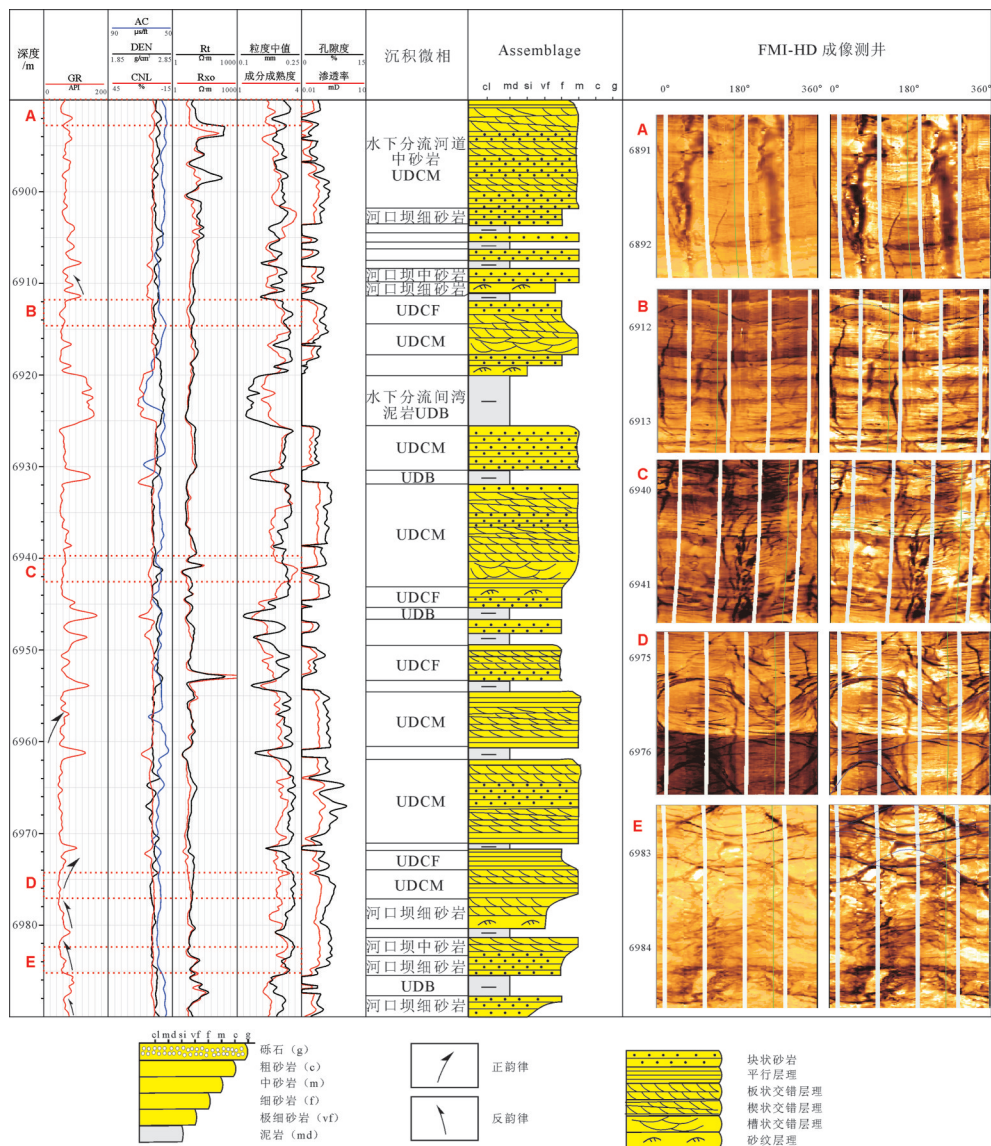 深度
/m
GR
0 API 200
AC
90 μs/ft 50
DEN
1.85 g/cm³ 2.85
CNL
45 % -15
Rt
1 Ω·m 1000
Rxo
1 Ω·m 1000
粒度中值
0.1 mm 0.25
成分成熟度
0.1 4
孔隙度
0 % 15
渗透率
0.01 mD 10
沉积微相
Assemblage
cl md si vf f m c g
FMI-HD 成像测井
0° 180° 360° 0° 180° 360°
A
6900
6910
B
6920
6930
6940
C
6950
6960
6970
D
6980
E
水下分流河道
中砂岩
UDCM
河口坝细砂岩
河口坝中砂岩
河口坝细砂岩
UDCF
UDCM
水下分流间湾
泥岩UDB
UDCM
UDB
UDCM
UDCF
UDB
UDCF
UDCM
UDCM
UDCF
UDCM
河口坝细砂岩
河口坝中砂岩
河口坝细砂岩
UDB
河口坝细砂岩
A
6891
6892
B
6912
6913
C
6940
6941
D
6975
6976
E
6983
6984
cl md si vf f m c g
砾石（g）
粗砂岩（c）
中砂岩（m）
细砂岩（f）
极细砂岩（vf）
泥岩（md）
正韵律
反韵律
块状砂岩
平行层理
板状交错层理
楔状交错层理
槽状交错层理
砂纹层理